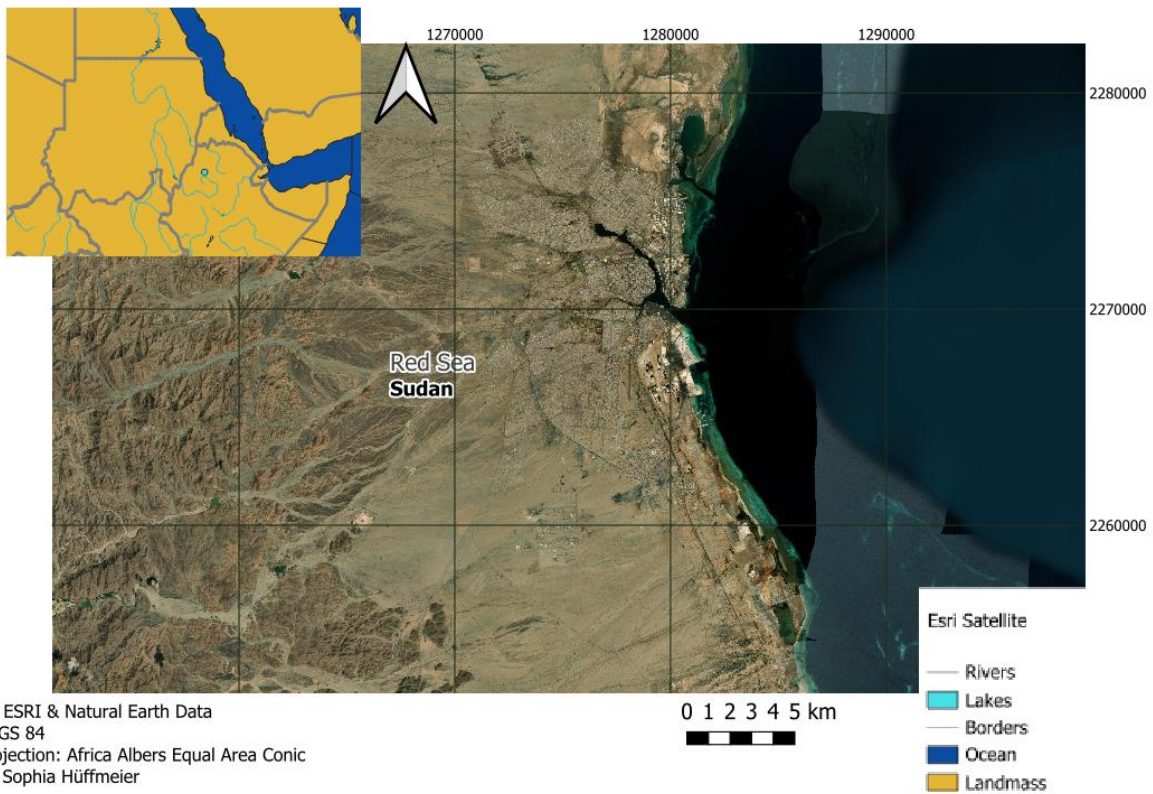 1270000 1280000 1290000
2280000
2270000
Red Sea
Sudan
2260000
Esri Satellite
Rivers
Lakes
Borders
Ocean
Landmass
0 1 2 3 4 5 km
ESRI & Natural Earth Data
GS 84
jection: Africa Albers Equal Area Conic
Sophia Hüffmeier